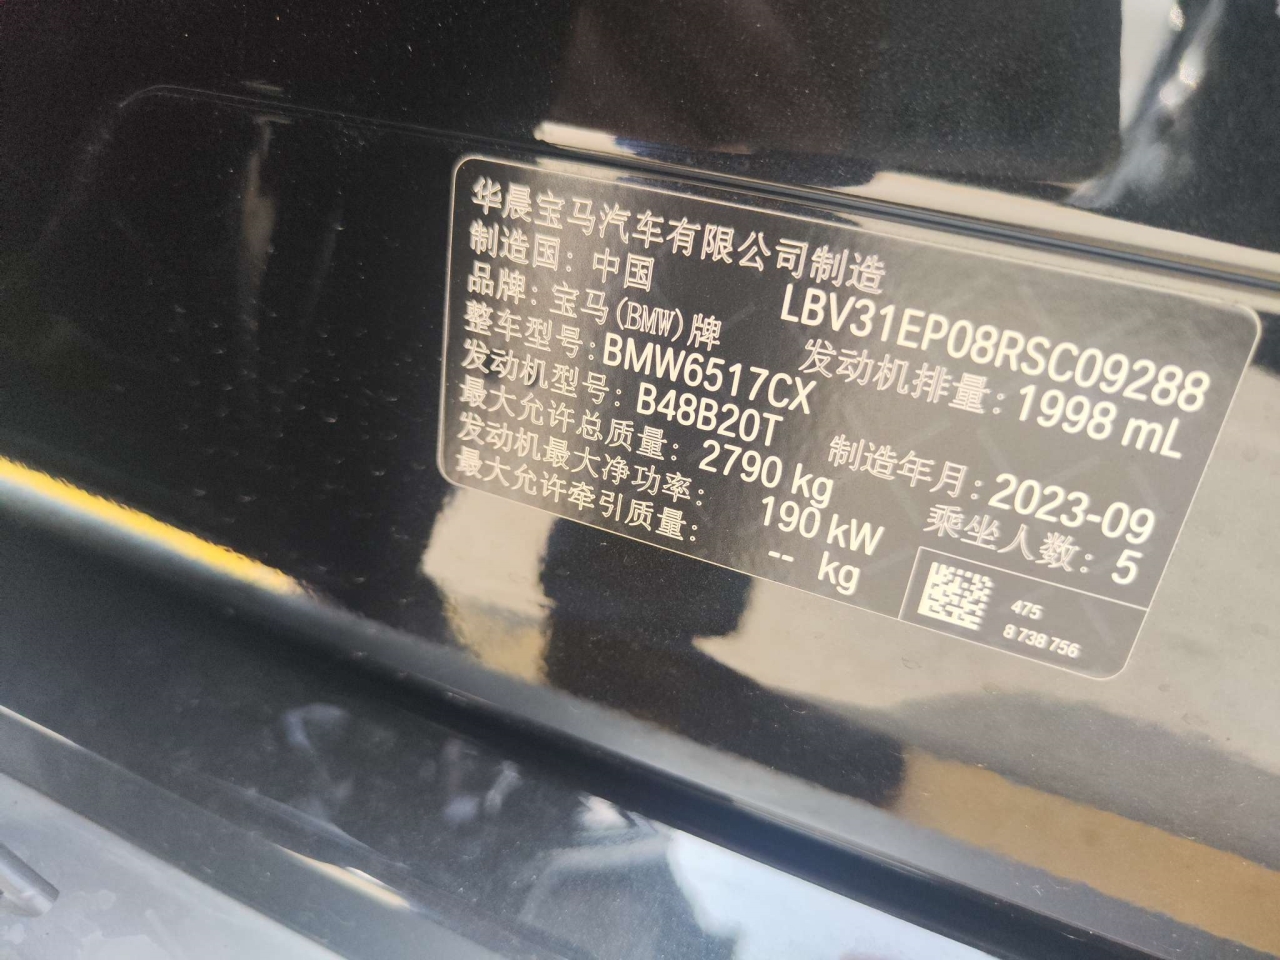 华晨宝马汽车有限公司制造
制造国：中国 LBV31EP08RSC09288
品牌：宝马(BMW)牌 发动机排量：1998 mL
整车型号：BMW6517CX
发动机型号：B48B20T 制造年月：2023-09
最大允许总质量：2790 kg 乘坐人数：5
发动机最大净功率：190 kW
最大允许牵引质量：-- kg
475
8 738 756